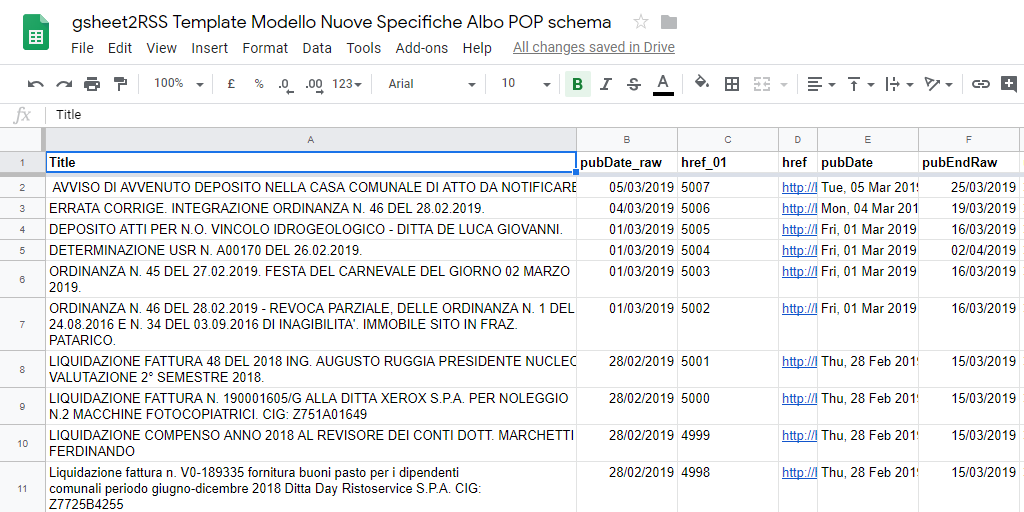 gsheet2RSS Template Modello Nuove Specifiche Albo POP schema
File Edit View Insert Format Data Tools Add-ons Help All changes saved in Drive
100% £ % .0 .00 123 Arial 10 B I S A
fx Title
A B C D E F
1 Title pubDate_raw href_01 href pubDate pubEndRaw
2 AVVISO DI AVVENUTO DEPOSITO NELLA CASA COMUNALE DI ATTO DA NOTIFICARE 05/03/2019 5007 http:// Tue, 05 Mar 2019 25/03/2019
3 ERRATA CORRIGE. INTEGRAZIONE ORDINANZA N. 46 DEL 28.02.2019. 04/03/2019 5006 http:// Mon, 04 Mar 201 19/03/2019
4 DEPOSITO ATTI PER N.O. VINCOLO IDROGEOLOGICO - DITTA DE LUCA GIOVANNI. 01/03/2019 5005 http:// Fri, 01 Mar 2019 16/03/2019
5 DETERMINAZIONE USR N. A00170 DEL 26.02.2019. 01/03/2019 5004 http:// Fri, 01 Mar 2019 02/04/2019
6 ORDINANZA N. 45 DEL 27.02.2019. FESTA DEL CARNEVALE DEL GIORNO 02 MARZO 01/03/2019 5003 http:// Fri, 01 Mar 2019 16/03/2019
2019.
7 ORDINANZA N. 46 DEL 28.02.2019 - REVOCA PARZIALE, DELLE ORDINANZA N. 1 DEL 01/03/2019 5002 http:// Fri, 01 Mar 2019 16/03/2019
24.08.2016 E N. 34 DEL 03.09.2016 DI INAGIBILITA'. IMMOBILE SITO IN FRAZ.
PATARICO.
8 LIQUIDAZIONE FATTURA 48 DEL 2018 ING. AUGUSTO RUGGIA PRESIDENTE NUCLEO 28/02/2019 5001 http:// Thu, 28 Feb 201 15/03/2019
VALUTAZIONE 2° SEMESTRE 2018.
9 LIQUIDAZIONE FATTURA N. 190001605/G ALLA DITTA XEROX S.P.A. PER NOLEGGIO 28/02/2019 5000 http:// Thu, 28 Feb 201 15/03/2019
N.2 MACCHINE FOTOCOPIATRICI. CIG: Z751A01649
10 LIQUIDAZIONE COMPENSO ANNO 2018 AL REVISORE DEI CONTI DOTT. MARCHETTI 28/02/2019 4999 http:// Thu, 28 Feb 201 15/03/2019
FERDINANDO
11 Liquidazione fattura n. V0-189335 fornitura buoni pasto per i dipendenti 28/02/2019 4998 http:// Thu, 28 Feb 201 15/03/2019
comunali periodo giugno-dicembre 2018 Ditta Day Ristoservice S.P.A. CIG:
Z7725B4255